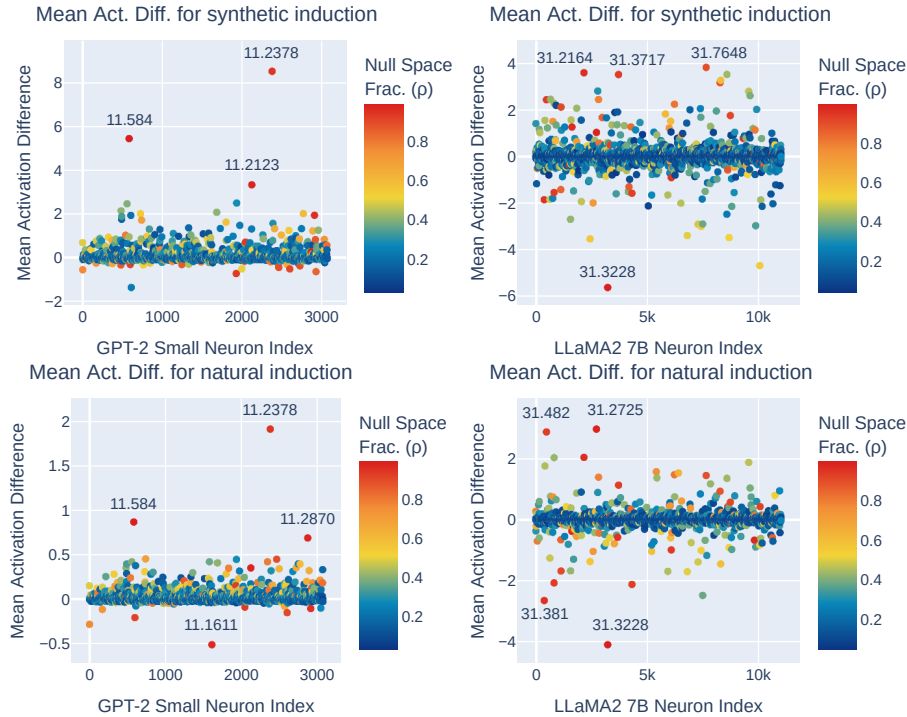 Mean Act. Diff. for synthetic induction
Mean Activation Difference
8
6
4
2
0
−2
11.2378
11.584
11.2123
0
1000
2000
3000
GPT-2 Small Neuron Index
Null Space
Frac. (ρ)
0.8
0.6
0.4
0.2
Mean Act. Diff. for synthetic induction
Mean Activation Difference
4
2
0
−2
−4
−6
31.2164
31.3717
31.7648
31.3228
0
5k
10k
LLaMA2 7B Neuron Index
Null Space
Frac. (ρ)
0.8
0.6
0.4
0.2
Mean Act. Diff. for natural induction
Mean Activation Difference
2
1.5
1
0.5
0
−0.5
11.2378
11.584
11.2870
11.1611
0
1000
2000
3000
GPT-2 Small Neuron Index
Null Space
Frac. (ρ)
0.8
0.6
0.4
0.2
Mean Act. Diff. for natural induction
Mean Activation Difference
2
0
−2
−4
31.482
31.2725
31.381
31.3228
0
5k
10k
LLaMA2 7B Neuron Index
Null Space
Frac. (ρ)
0.8
0.6
0.4
0.2